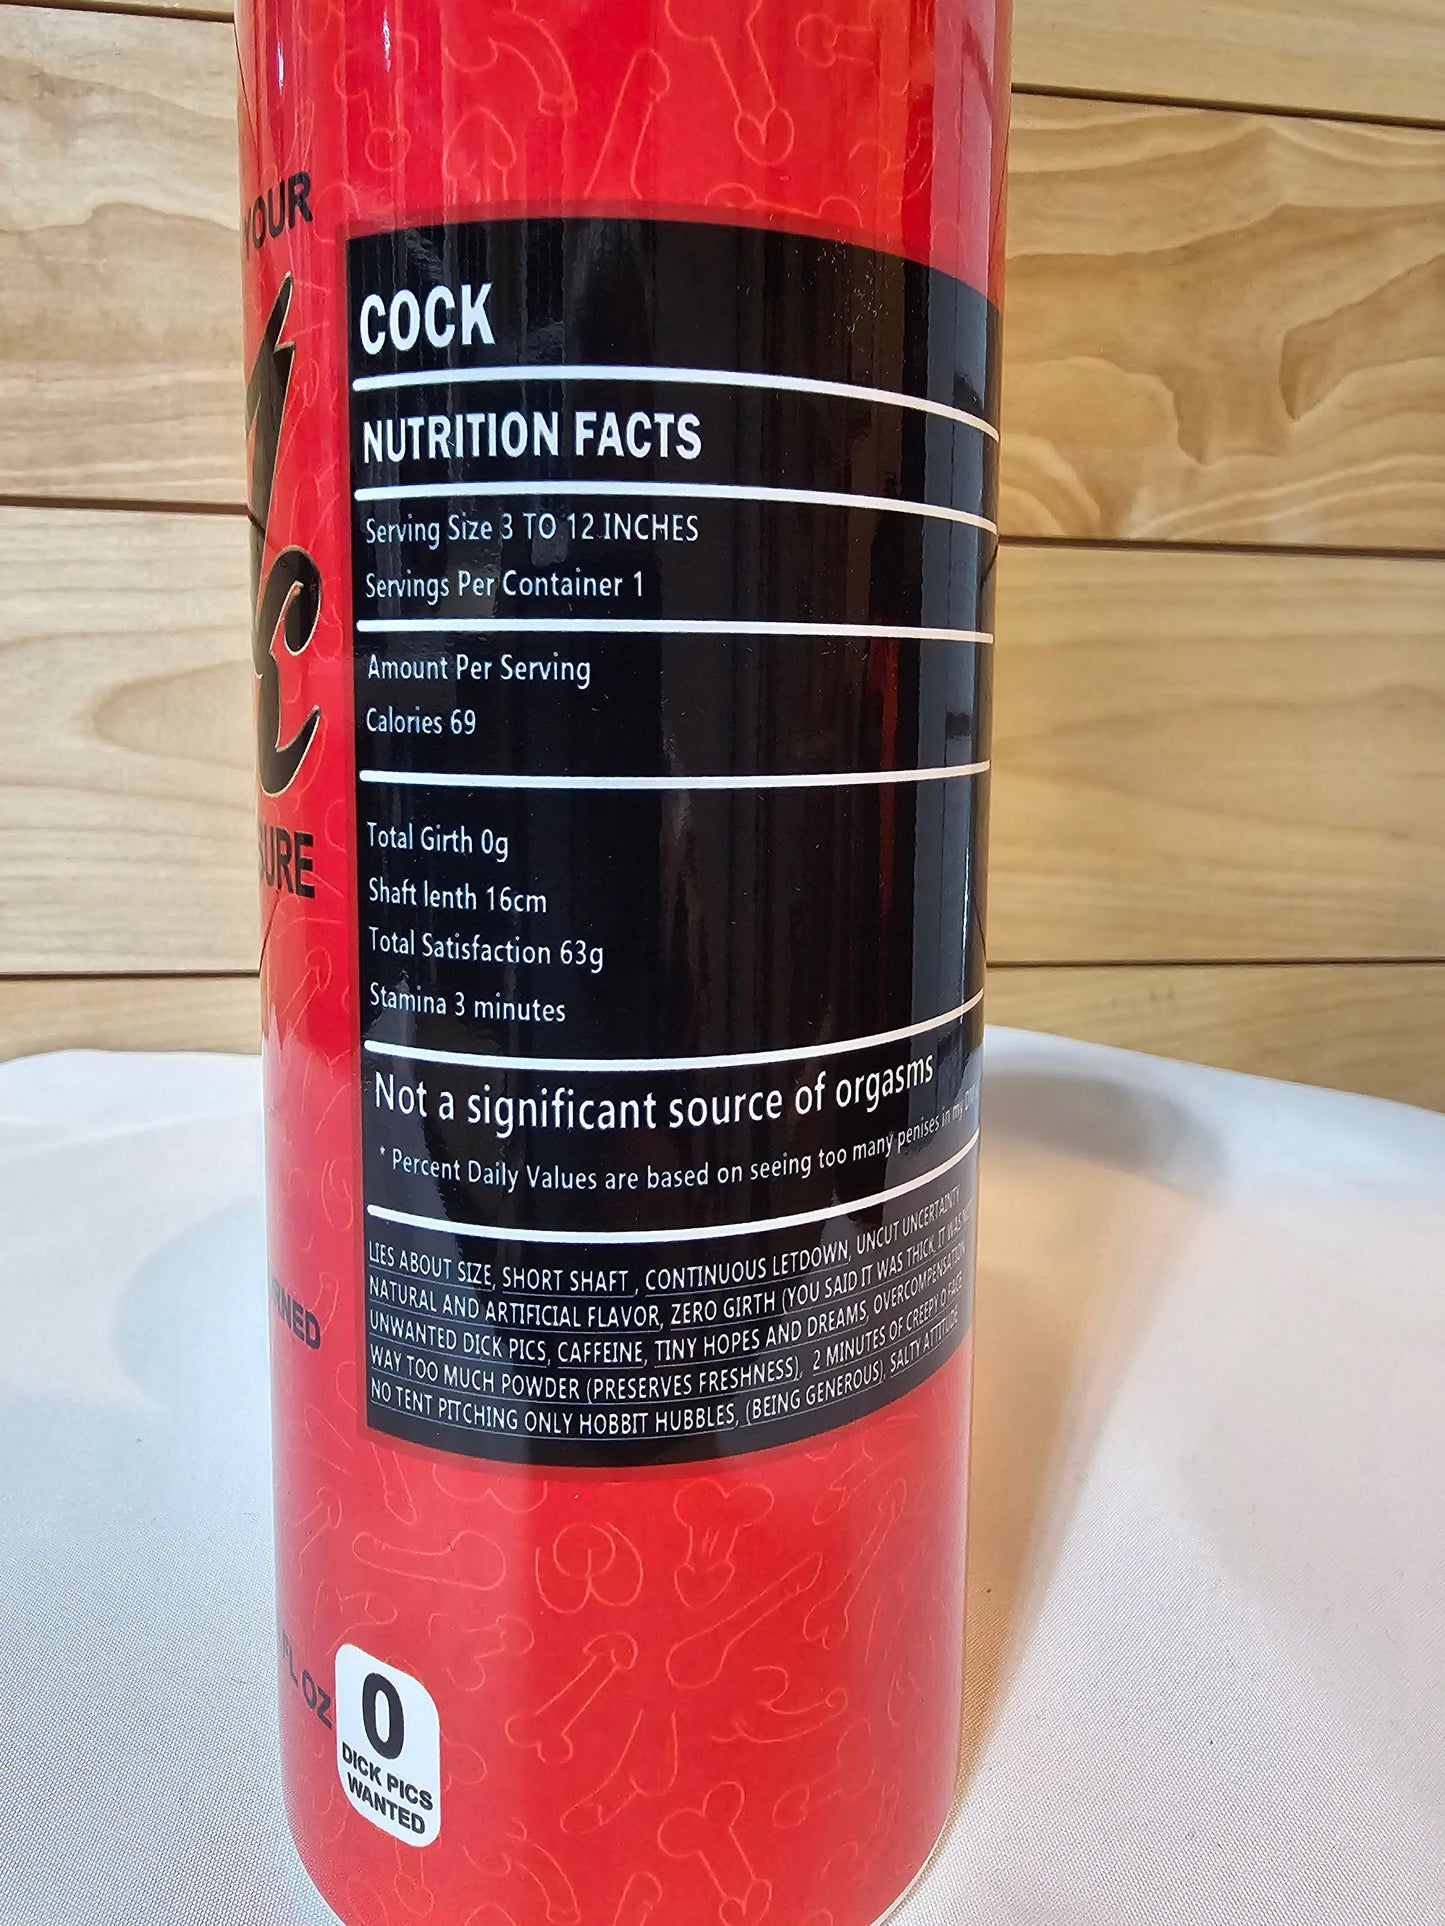 YOUR
SURE
RNED
FL OZ
COCK
NUTRITION FACTS
Serving Size 3 TO 12 INCHES
Servings Per Container 1
Amount Per Serving
Calories 69
Total Girth 0g
Shaft lenth 16cm
Total Satisfaction 63g
Stamina 3 minutes
Not a significant source of orgasms
* Percent Daily Values are based on seeing too many penises in my
LIES ABOUT SIZE, SHORT SHAFT , CONTINUOUS LETDOWN, UNCUT UNCERTAINTY
NATURAL AND ARTIFICIAL FLAVOR, ZERO GIRTH (YOU SAID IT WAS THICK, IT WAS NOT
UNWANTED DICK PICS, CAFFEINE, TINY HOPES AND DREAMS, OVERCOMPENSATION
WAY TOO MUCH POWDER (PRESERVES FRESHNESS), 2 MINUTES OF CREEPY O FACE
NO TENT PITCHING ONLY HOBBIT HUBBLES, (BEING GENEROUS), SALTY ATTITUDE
0
DICK PICS
WANTED